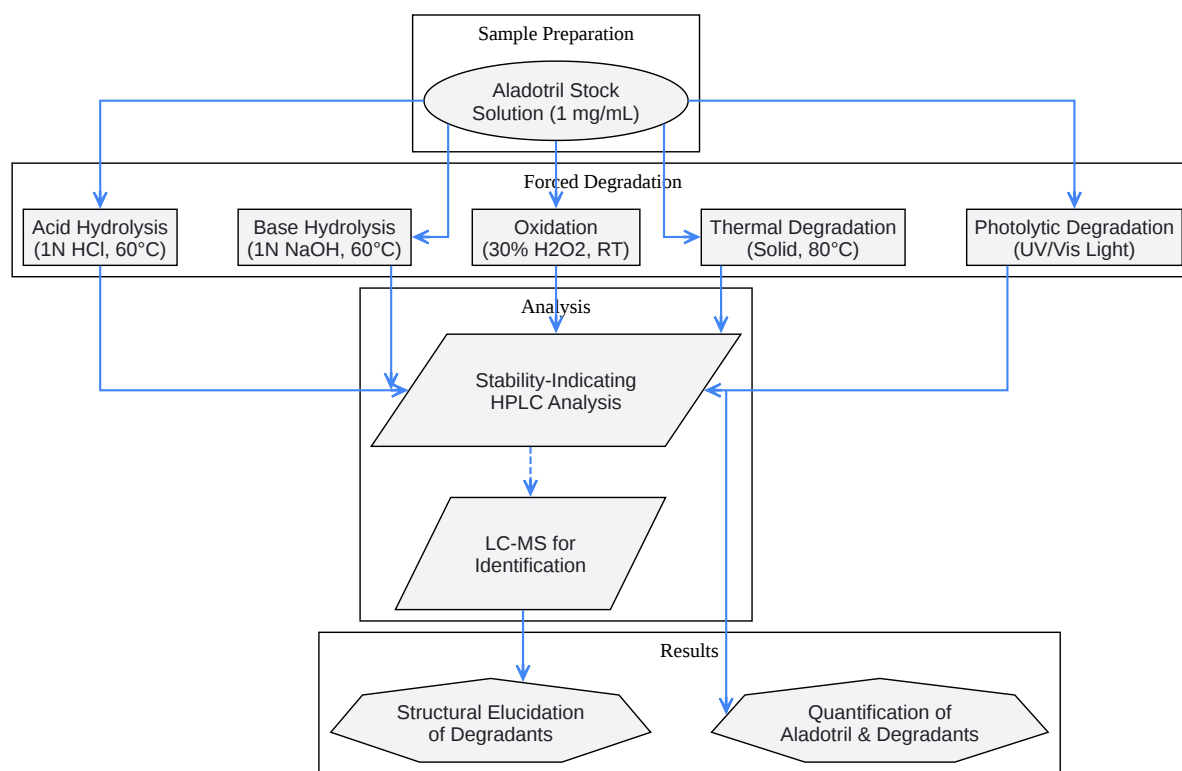 Sample Preparation
Aladotril Stock
Solution (1 mg/mL)
Forced Degradation
Acid Hydrolysis
(1N HCl, 60°C)
Base Hydrolysis
(1N NaOH, 60°C)
Oxidation
(30% H2O2, RT)
Thermal Degradation
(Solid, 80°C)
Photolytic Degradation
(UV/Vis Light)
Analysis
Stability-Indicating
HPLC Analysis
LC-MS for
Identification
Results
Structural Elucidation
of Degradants
Quantification of
Aladotril & Degradants